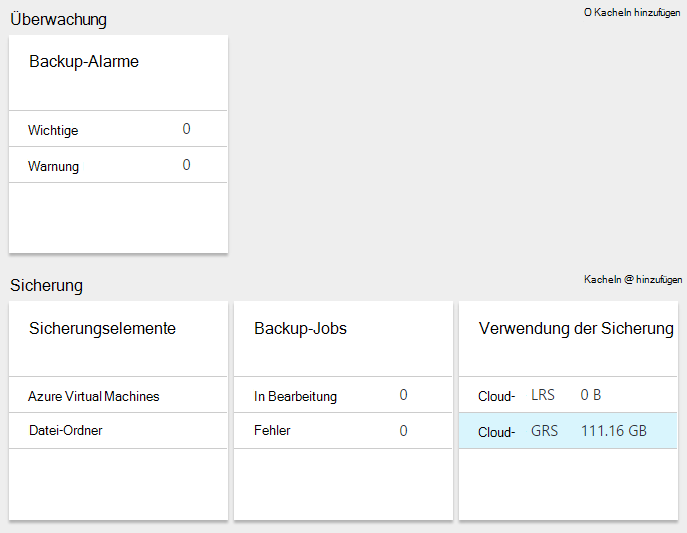 Überwachung
O Kacheln hinzufügen
Backup-Alarme
Wichtige 0
Warnung 0
Sicherung
Kacheln @ hinzufügen
Sicherungselemente
Azure Virtual Machines
Datei-Ordner
Backup-Jobs
In Bearbeitung 0
Fehler 0
Verwendung der Sicherung
Cloud- LRS 0 B
Cloud- GRS 111.16 GB